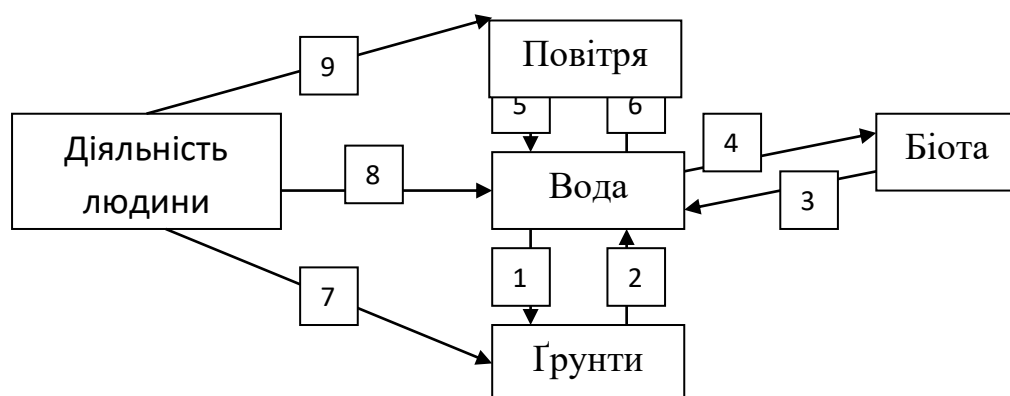 Повітря
9
5
6
4
Діяльність
людини
8
Вода
Біота
3
1
2
7
Ґрунти